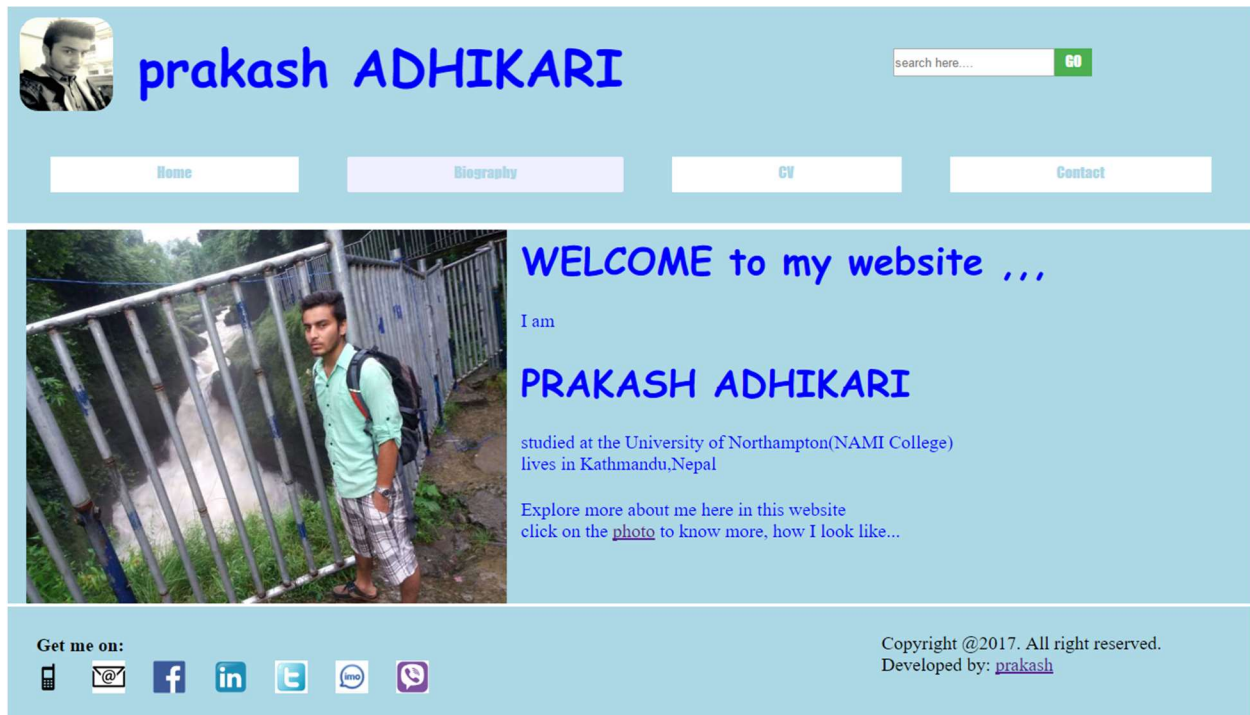 prakash ADHIKARI
search here....
GO
Home
Biography
CV
Contact
WELCOME to my website ,,,
I am
PRAKASH ADHIKARI
studied at the University of Northampton(NAMI College)
lives in Kathmandu,Nepal
Explore more about me here in this website
click on the photo to know more, how I look like...
Get me on:
@
f
in
t
imo
Copyright @2017. All right reserved.
Developed by: prakash